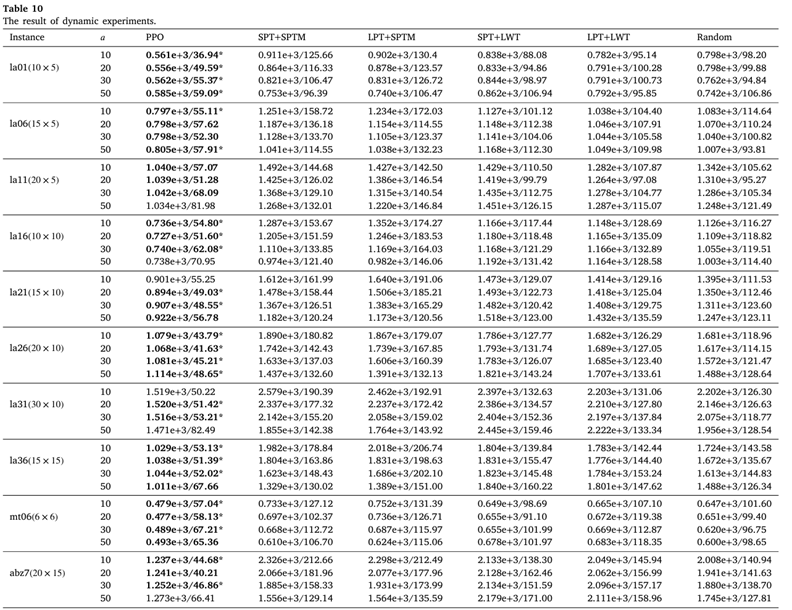 Table 10
The result of dynamic experiments.
Instance a PPO SPT+SPTM LPT+SPTM SPT+LWT LPT+LWT Random
la01(10 × 5) 10 0.561e+3/36.94* 0.911e+3/125.66 0.902e+3/130.4 0.838e+3/88.08 0.782e+3/95.14 0.798e+3/98.20
20 0.556e+3/49.59* 0.864e+3/116.33 0.878e+3/123.57 0.833e+3/94.86 0.791e+3/100.28 0.798e+3/99.88
30 0.562e+3/55.37* 0.821e+3/106.47 0.831e+3/126.72 0.844e+3/98.97 0.791e+3/100.73 0.762e+3/94.84
50 0.585e+3/59.09* 0.753e+3/96.39 0.740e+3/106.47 0.862e+3/106.94 0.792e+3/95.85 0.742e+3/106.86
la06(15 × 5) 10 0.797e+3/55.11* 1.251e+3/158.72 1.234e+3/172.03 1.127e+3/101.12 1.038e+3/104.40 1.083e+3/114.64
20 0.798e+3/57.62 1.187e+3/136.18 1.154e+3/114.55 1.148e+3/112.38 1.046e+3/107.91 1.070e+3/110.24
30 0.798e+3/52.30 1.128e+3/133.70 1.105e+3/123.37 1.141e+3/104.06 1.044e+3/105.58 1.040e+3/100.82
50 0.805e+3/57.91* 1.041e+3/114.55 1.038e+3/132.23 1.168e+3/112.30 1.049e+3/109.98 1.007e+3/93.81
la11(20 × 5) 10 1.040e+3/57.07 1.492e+3/144.68 1.427e+3/142.50 1.429e+3/110.50 1.282e+3/107.87 1.342e+3/105.62
20 1.039e+3/51.28 1.425e+3/126.02 1.386e+3/146.54 1.419e+3/99.79 1.264e+3/97.08 1.310e+3/95.27
30 1.042e+3/68.09 1.368e+3/129.10 1.315e+3/140.54 1.435e+3/112.75 1.278e+3/104.77 1.286e+3/105.34
50 1.034e+3/81.98 1.268e+3/132.01 1.220e+3/146.84 1.451e+3/126.15 1.287e+3/115.07 1.248e+3/121.49
la16(10 × 10) 10 0.736e+3/54.80* 1.287e+3/153.67 1.352e+3/174.27 1.166e+3/117.44 1.148e+3/128.69 1.126e+3/116.27
20 0.727e+3/51.60* 1.205e+3/151.59 1.246e+3/183.53 1.180e+3/118.48 1.165e+3/135.09 1.109e+3/118.82
30 0.740e+3/62.08* 1.110e+3/133.85 1.169e+3/164.03 1.168e+3/121.29 1.166e+3/132.89 1.055e+3/119.51
50 0.738e+3/70.95 0.974e+3/121.40 0.982e+3/146.06 1.192e+3/131.42 1.164e+3/128.58 1.003e+3/114.40
la21(15 × 10) 10 0.901e+3/55.25 1.612e+3/161.99 1.640e+3/191.06 1.473e+3/129.07 1.414e+3/129.16 1.395e+3/111.53
20 0.894e+3/49.03* 1.478e+3/158.44 1.506e+3/185.21 1.493e+3/122.73 1.418e+3/125.04 1.350e+3/112.46
30 0.907e+3/48.55* 1.367e+3/126.51 1.383e+3/165.29 1.482e+3/120.42 1.408e+3/129.75 1.311e+3/123.60
50 0.922e+3/56.78 1.182e+3/120.24 1.173e+3/120.56 1.518e+3/123.00 1.432e+3/135.59 1.247e+3/123.11
la26(20 × 10) 10 1.079e+3/43.79* 1.890e+3/180.82 1.867e+3/179.07 1.786e+3/127.77 1.682e+3/126.29 1.681e+3/118.96
20 1.068e+3/41.63* 1.742e+3/142.43 1.739e+3/167.85 1.793e+3/131.74 1.689e+3/127.05 1.617e+3/114.15
30 1.081e+3/45.21* 1.633e+3/137.03 1.606e+3/160.39 1.783e+3/126.07 1.685e+3/123.40 1.572e+3/121.47
50 1.114e+3/48.65* 1.437e+3/132.60 1.391e+3/132.13 1.821e+3/143.24 1.707e+3/133.61 1.488e+3/128.64
la31(30 × 10) 10 1.519e+3/50.22 2.579e+3/190.39 2.462e+3/192.91 2.397e+3/132.63 2.203e+3/131.06 2.202e+3/126.30
20 1.520e+3/51.42* 2.337e+3/177.32 2.237e+3/172.42 2.386e+3/134.57 2.210e+3/127.80 2.146e+3/126.63
30 1.516e+3/53.21* 2.142e+3/155.20 2.058e+3/159.02 2.404e+3/152.36 2.197e+3/137.84 2.075e+3/118.77
50 1.471e+3/82.49 1.855e+3/142.38 1.764e+3/143.92 2.445e+3/159.46 2.222e+3/133.34 1.956e+3/128.54
la36(15 × 15) 10 1.029e+3/53.13* 1.982e+3/178.84 2.018e+3/206.74 1.804e+3/139.84 1.783e+3/142.44 1.724e+3/143.58
20 1.038e+3/51.39* 1.804e+3/163.86 1.831e+3/198.63 1.831e+3/155.47 1.776e+3/144.40 1.672e+3/135.67
30 1.044e+3/52.02* 1.623e+3/148.43 1.686e+3/202.10 1.823e+3/145.48 1.784e+3/153.24 1.613e+3/144.83
50 1.011e+3/67.66 1.329e+3/130.02 1.389e+3/151.00 1.840e+3/160.22 1.801e+3/147.62 1.488e+3/126.34
mt06(6 × 6) 10 0.479e+3/57.04* 0.733e+3/127.12 0.752e+3/131.39 0.649e+3/98.69 0.665e+3/107.10 0.647e+3/101.60
20 0.477e+3/58.13* 0.697e+3/102.37 0.736e+3/126.71 0.655e+3/91.10 0.672e+3/119.38 0.651e+3/99.40
30 0.489e+3/67.21* 0.668e+3/112.72 0.687e+3/115.97 0.655e+3/101.99 0.669e+3/112.87 0.620e+3/96.75
50 0.493e+3/65.36 0.610e+3/106.70 0.624e+3/115.06 0.678e+3/101.97 0.683e+3/118.35 0.600e+3/98.65
abz7(20 × 15) 10 1.237e+3/44.68* 2.326e+3/212.66 2.298e+3/212.49 2.133e+3/138.30 2.049e+3/145.94 2.008e+3/140.94
20 1.241e+3/40.21 2.066e+3/181.96 2.077e+3/177.96 2.128e+3/162.46 2.062e+3/156.99 1.941e+3/141.63
30 1.252e+3/46.86* 1.885e+3/158.33 1.931e+3/173.99 2.134e+3/151.59 2.096e+3/157.17 1.880e+3/138.70
50 1.273e+3/66.41 1.556e+3/129.14 1.564e+3/135.59 2.179e+3/171.00 2.111e+3/158.96 1.745e+3/127.81